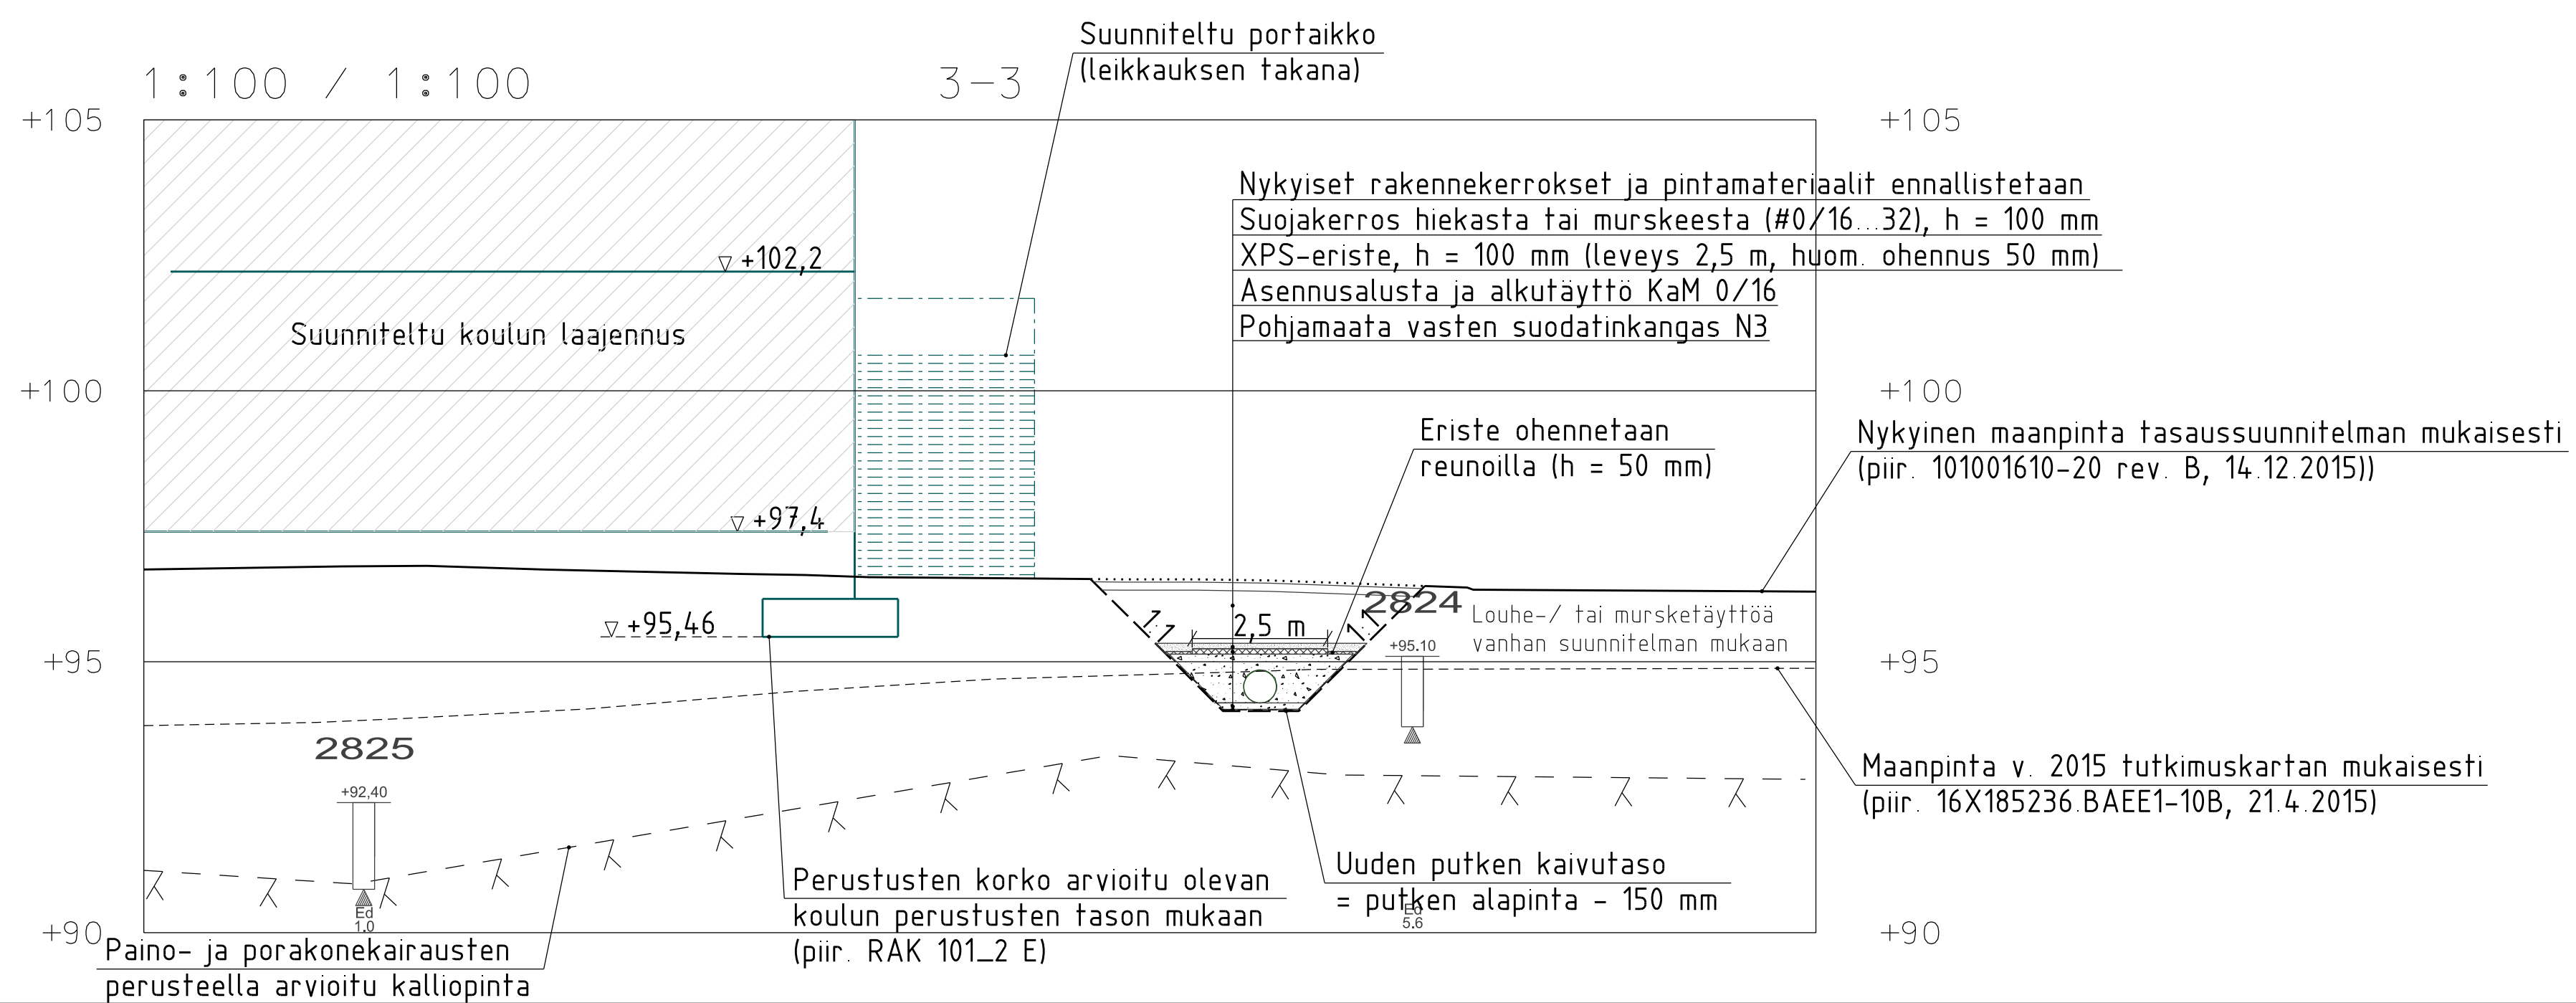 Suunniteltu portaikko
(leikkauksen takana)
1:100 / 1:100
3-3
+105
+105
Nykyiset rakennekerrokset ja pintamateriaalit ennallistetaan
Suojakerros hiekasta tai murskeesta (#0/16...32), h = 100 mm
XPS-eriste, h = 100 mm (leveys 2,5 m, huom. ohennus 50 mm)
Asennusalusta ja alkutäyttö KaM 0/16
Pohjamaata vasten suodatinkangas N3
+102,2
Suunniteltu koulun laajennus
+100
+100
Eriste ohennetaan
reunoilla (h = 50 mm)
Nykyinen maanpinta tasaussuunnitelman mukaisesti
(piir. 101001610-20 rev. B, 14.12.2015))
+97,4
+95,46
1:1
2,5 m
1:1
2824
+95.10
Louhe-/ tai mursketäyttöä
vanhan suunnitelman mukaan
+95
+95
2825
+92,40
Ed
1.0
Maanpinta v. 2015 tutkimuskartan mukaisesti
(piir. 16X185236.BAEE1-10B, 21.4.2015)
Perustusten korko arvioitu olevan
koulun perustusten tason mukaan
(piir. RAK 101_2 E)
Uuden putken kaivutaso
= putken alapinta - 150 mm
Ed
5.6
+90
+90
Paino- ja porakonekairausten
perusteella arvioitu kalliopinta